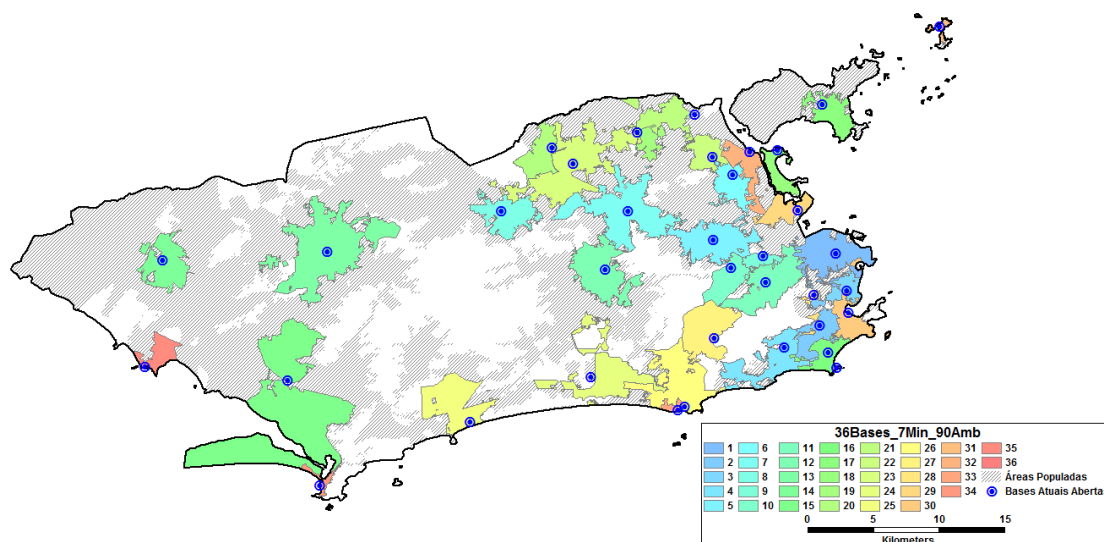 36Bases_7Min_90Amb
1 6 11 16 21 26 31 35
2 7 12 17 22 27 32 36
3 8 13 18 23 28 33 Áreas Populadas
4 9 14 19 24 29 34 Bases Atuais Abertas
5 10 15 20 25 30
0 5 10 15
Kilometers